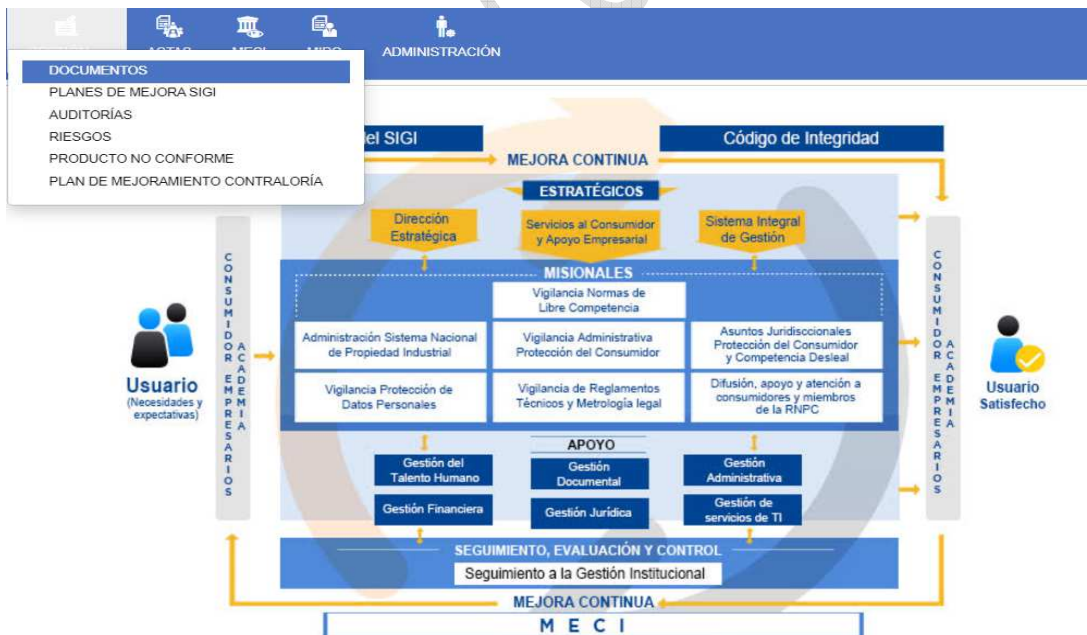 ADMINISTRACIÓN
DOCUMENTOS
PLANES DE MEJORA SIGI
AUDITORÍAS
RIESGOS
PRODUCTO NO CONFORME
PLAN DE MEJORAMIENTO CONTRALORÍA
del SIGI
Código de Integridad
MEJORA CONTINUA
ESTRATÉGICOS
Dirección
Estratégica
Servicios al Consumidor
y Apoyo Empresarial
Sistema Integral
de Gestión
MISIONALES
Vigilancia Normas de
Libre Competencia
Administración Sistema Nacional
de Propiedad Industrial
Vigilancia Administrativa
Protección del Consumidor
Asuntos Jurisdiccionales
Protección del Consumidor
y Competencia Desleal
Vigilancia Protección de
Datos Personales
Vigilancia de Reglamentos
Técnicos y Metrología legal
Difusión, apoyo y atención a
consumidores y miembros
de la RNPC
CONSUMIDOR EMPRESARIOS
ACADEMIA
Usuario
(Necesidades y
expectativas)
CONSUMIDOR EMPRESARIOS
ACADEMIA
Usuario
Satisfecho
APOYO
Gestión del
Talento Humano
Gestión
Documental
Gestión
Administrativa
Gestión Financiera
Gestión Jurídica
Gestión de
servicios de TI
SEGUIMIENTO, EVALUACIÓN Y CONTROL
Seguimiento a la Gestión Institucional
MEJORA CONTINUA
M E C I